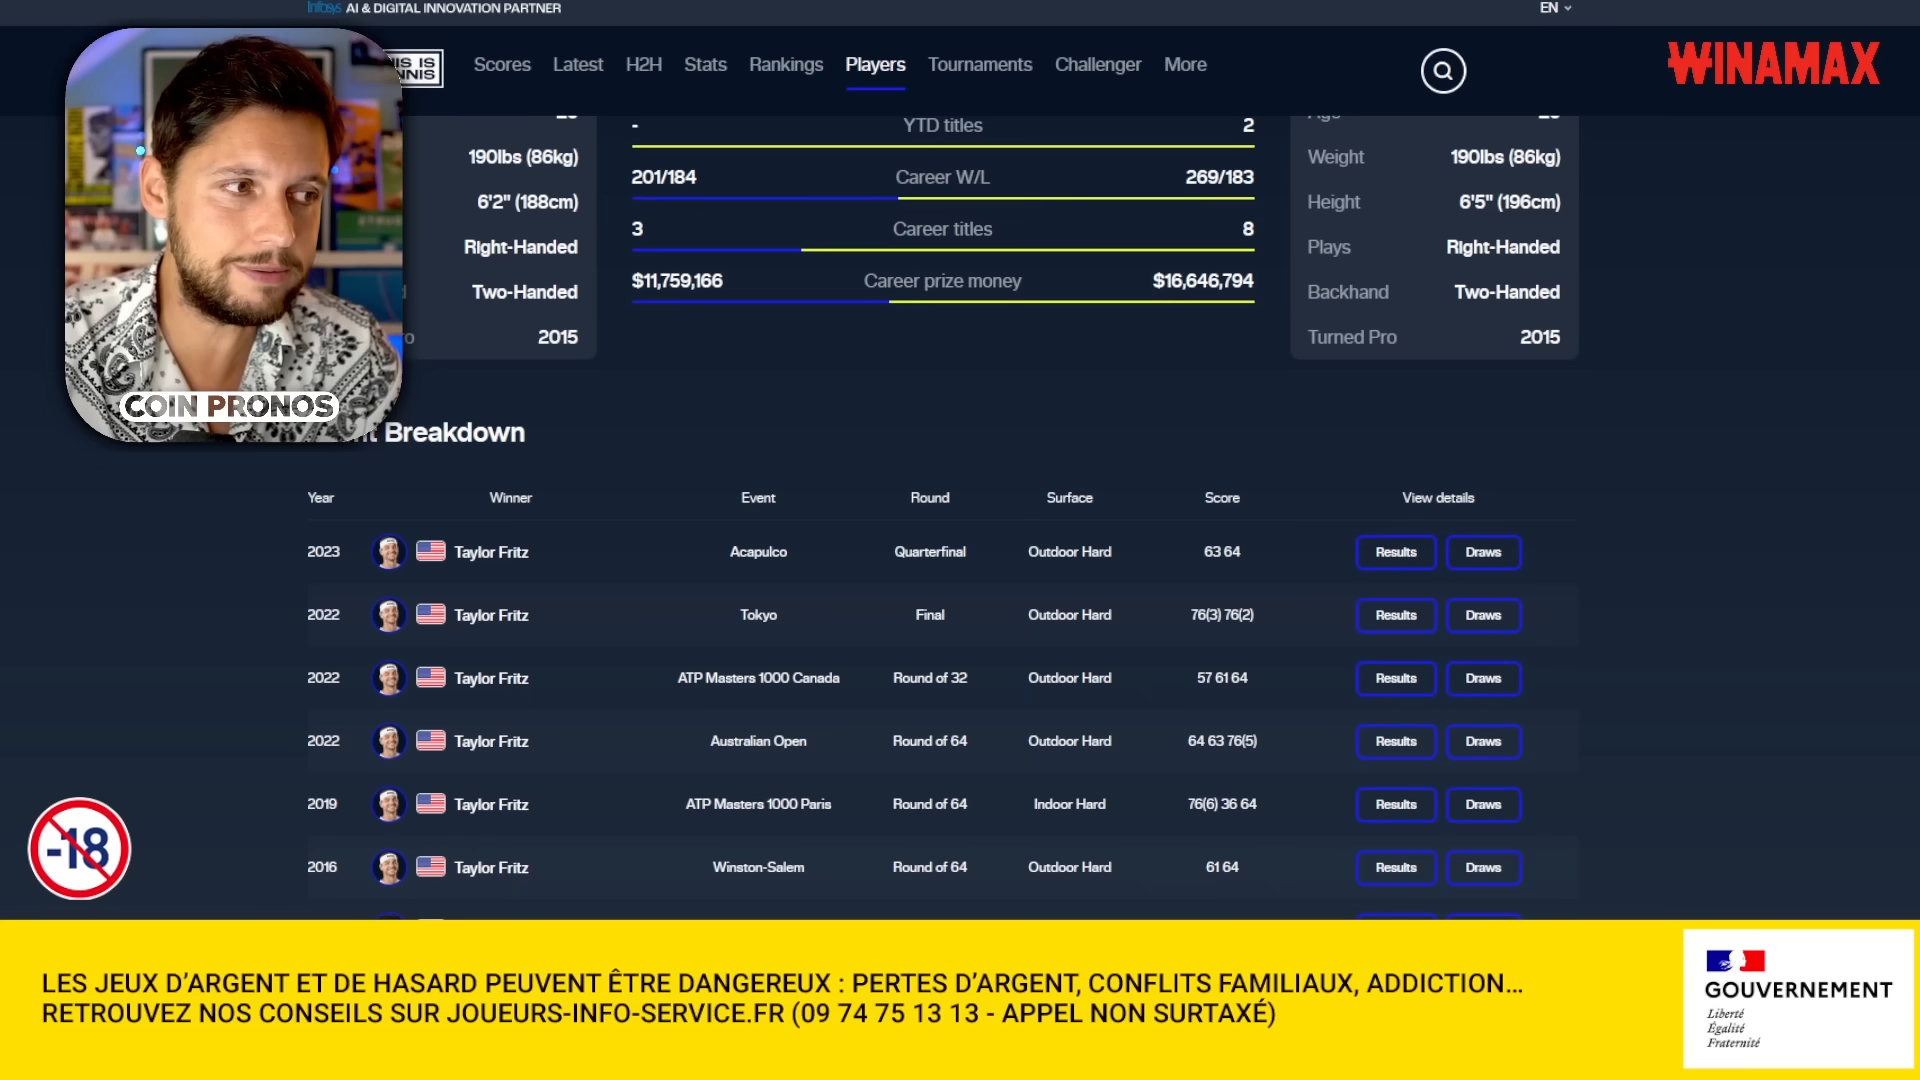 Infosys AI & DIGITAL INNOVATION PARTNER
EN
IS IS
NNIS
Scores Latest H2H Stats Rankings Players Tournaments Challenger More
WINAMAX
- YTD titles 2
190lbs (86kg)
201/184 Career W/L 269/183
Weight 190lbs (86kg)
6'2" (188cm)
3 Career titles 8
Height 6'5" (196cm)
Right-Handed
$11,759,166 Career prize money $16,646,794
Plays Right-Handed
Two-Handed
Backhand Two-Handed
2015
Turned Pro 2015
COIN PRONOS
t Breakdown
Year Winner Event Round Surface Score View details
2023 Taylor Fritz Acapulco Quarterfinal Outdoor Hard 63 64 Results Draws
2022 Taylor Fritz Tokyo Final Outdoor Hard 76(3) 76(2) Results Draws
2022 Taylor Fritz ATP Masters 1000 Canada Round of 32 Outdoor Hard 57 61 64 Results Draws
2022 Taylor Fritz Australian Open Round of 64 Outdoor Hard 64 63 76(5) Results Draws
2019 Taylor Fritz ATP Masters 1000 Paris Round of 64 Indoor Hard 76(6) 36 64 Results Draws
2016 Taylor Fritz Winston-Salem Round of 64 Outdoor Hard 61 64 Results Draws
-18
LES JEUX D’ARGENT ET DE HASARD PEUVENT ÊTRE DANGEREUX : PERTES D’ARGENT, CONFLITS FAMILIAUX, ADDICTION…
RETROUVEZ NOS CONSEILS SUR JOUEURS-INFO-SERVICE.FR (09 74 75 13 13 - APPEL NON SURTAXÉ)
GOUVERNEMENT
Liberté
Égalité
Fraternité